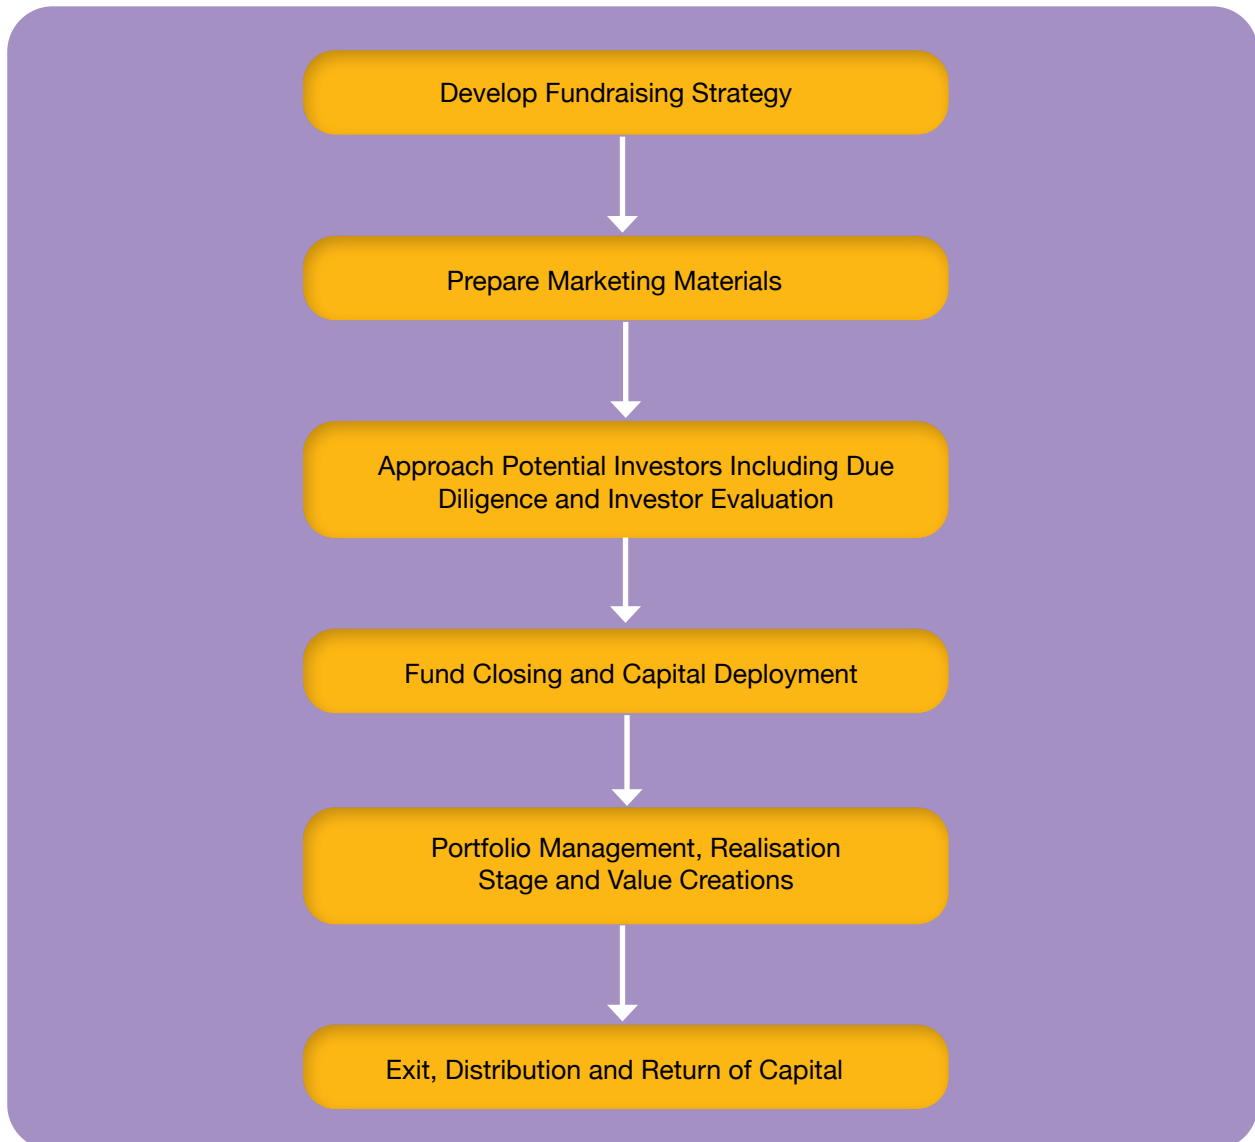 Develop Fundraising Strategy
Prepare Marketing Materials
Approach Potential Investors Including Due
Diligence and Investor Evaluation
Fund Closing and Capital Deployment
Portfolio Management, Realisation
Stage and Value Creations
Exit, Distribution and Return of Capital